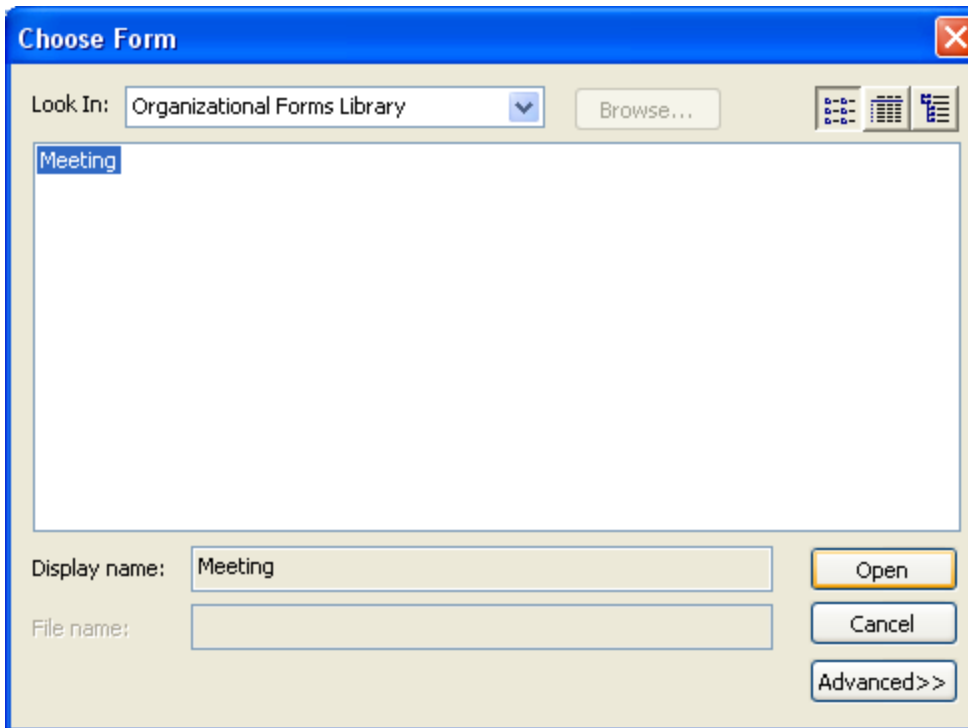 Choose Form
Look In: Organizational Forms Library Browse...
Meeting
Display name: Meeting Open
File name: Cancel
Advanced>>